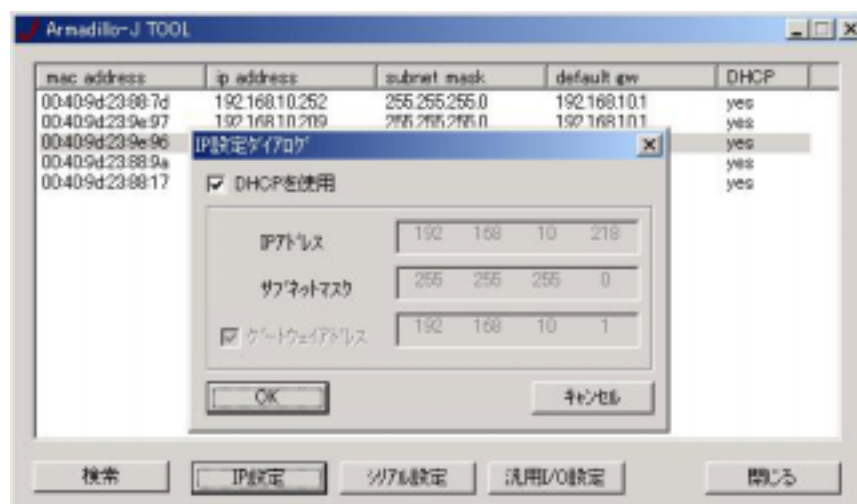 Armadillo-J TOOL
mac address ip address subnet mask default gw DHCP
00:40:9d:23:88:7d 192.168.10.252 255.255.255.0 192.168.10.1 yes
00:40:9d:23:9e:97 192.168.10.209 255.255.255.0 192.168.10.1 yes
00:40:9d:23:9e:96 yes
00:40:9d:23:88:9a yes
00:40:9d:23:88:17 yes
IP設定ダイアログ
DHCPを使用
IPアドレス 192 168 10 218
サブネットマスク 255 255 255 0
ゲートウェイアドレス 192 168 10 1
OK キャンセル
検索 IP設定 シリアル設定 汎用I/O設定 閉じる